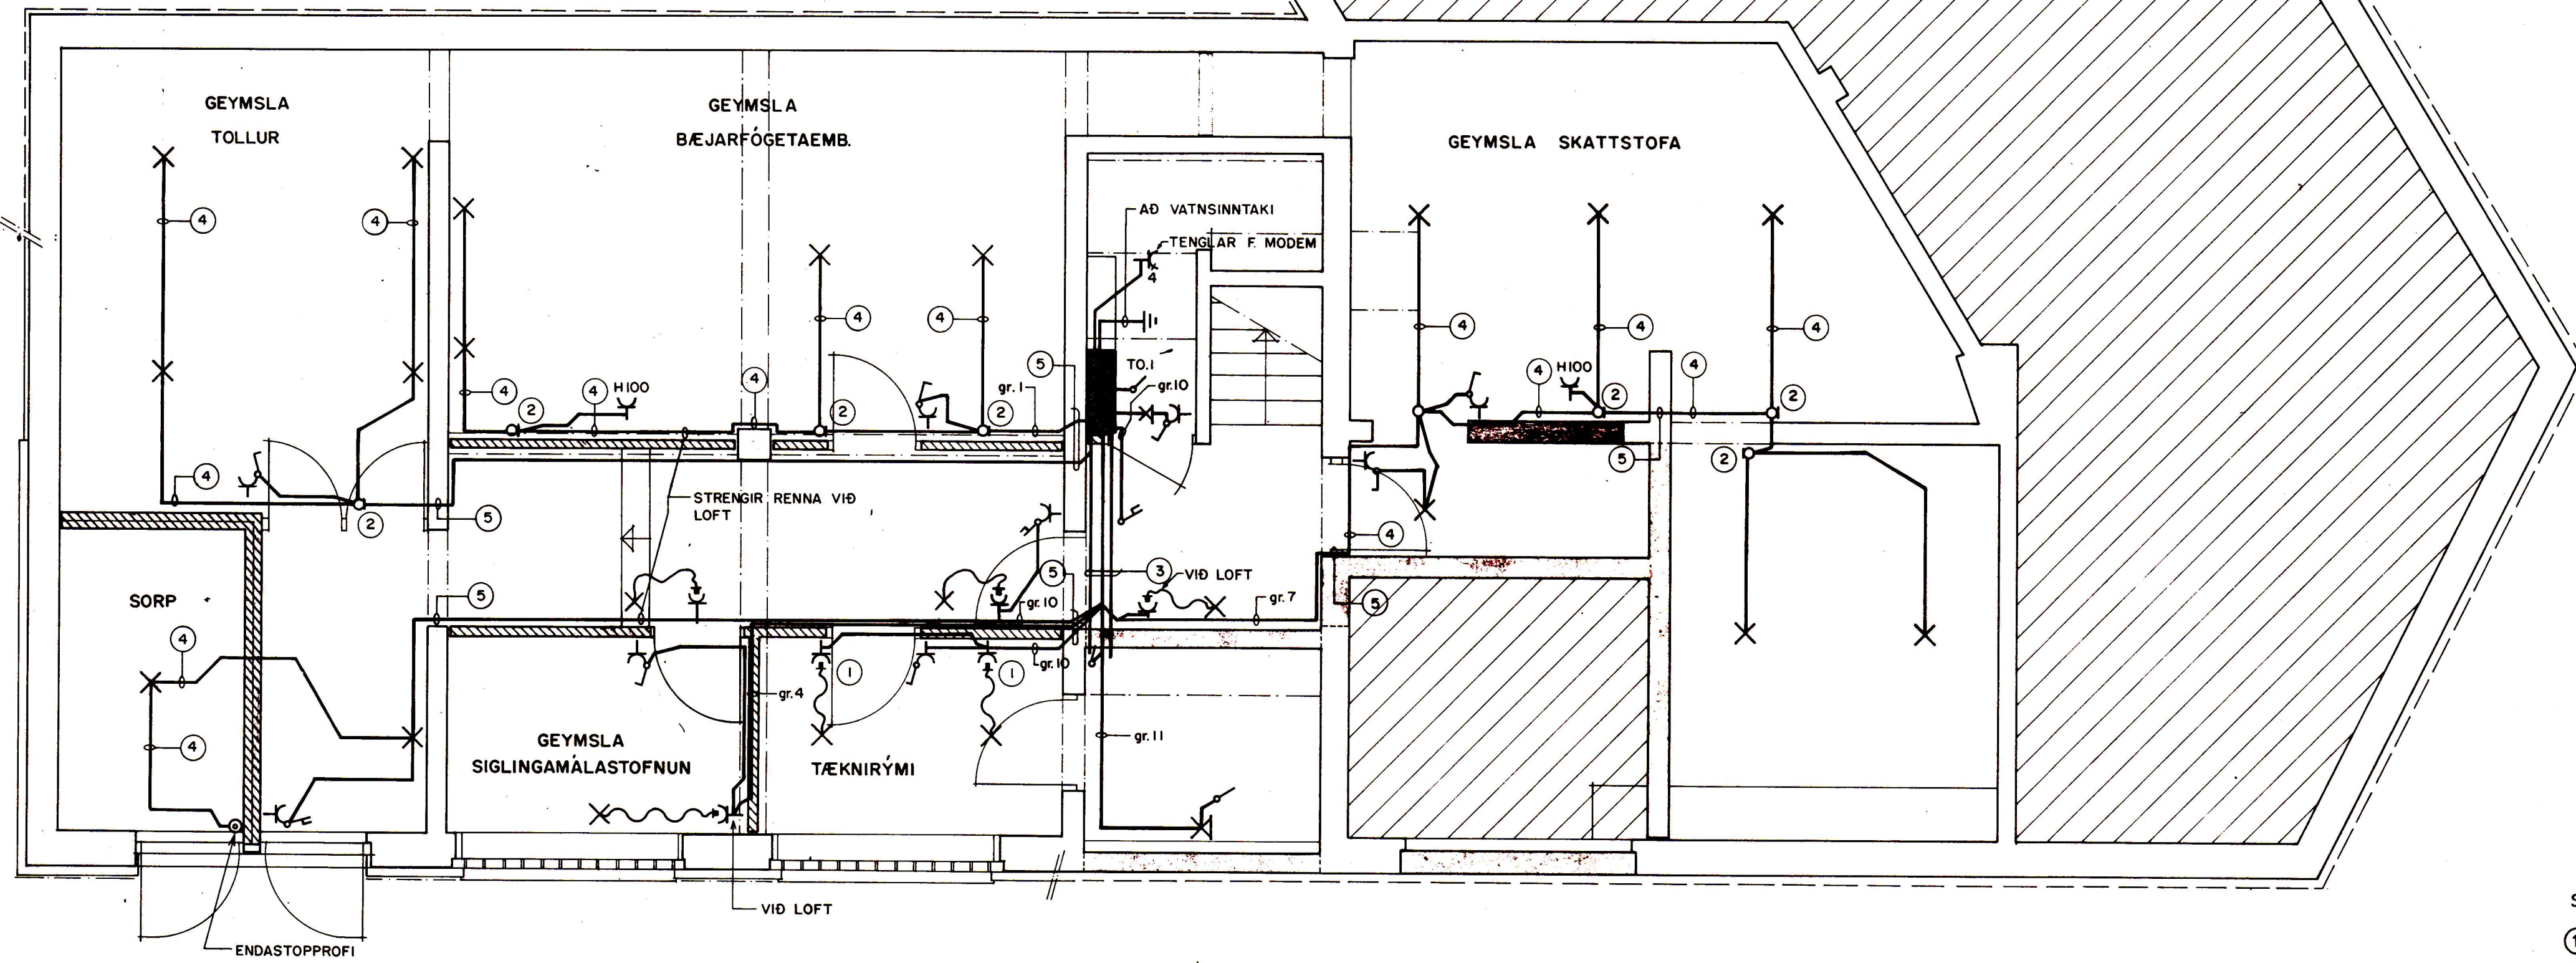 GEYMSLA
TOLLUR
GEYMSLA
BÆJARFÓGETAEMB.
GEYMSLA SKATTSTOFA
AÐ VATNSINNTAKI
TENGLAR F. MODEM
4
4
4
4
4
4
4
4
TO.1
gr.10
5
gr.1
4
4
H100
4
2
2
2
4
H100
2
4
2
4
2
5
STRENGIR RENNA VIÐ
LOFT
5
2
4
5
3
VIÐ LOFT
5
gr.10
gr.7
5
SORP
4
1
gr.10
1
gr.4
4
gr.11
GEYMSLA
SIGLINGAMÁLASTOFNUN
TÆKNIRÝMI
VIÐ LOFT
ENDASTOPPROFI
S
1